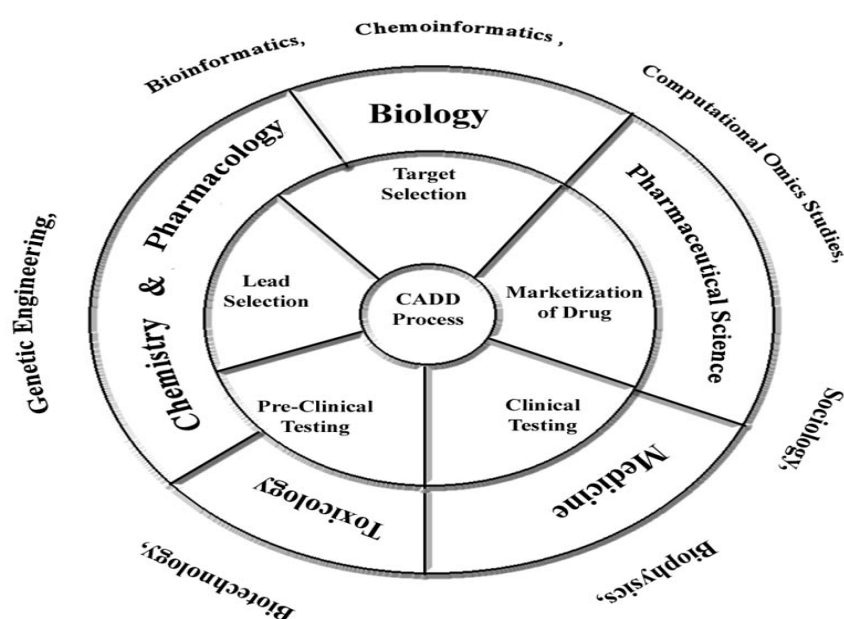 Bioinformatics,
Chemoinformatics,
Computational Omics Studies,
Sociology,
Biophysics,
Biotechnology,
Genetic Engineering,
Biology
Pharmaceutical Science
Medicine
Toxicology
Chemistry & Pharmacology
Target
Selection
Marketization
of Drug
Clinical
Testing
Pre-Clinical
Testing
Lead
Selection
CADD
Process